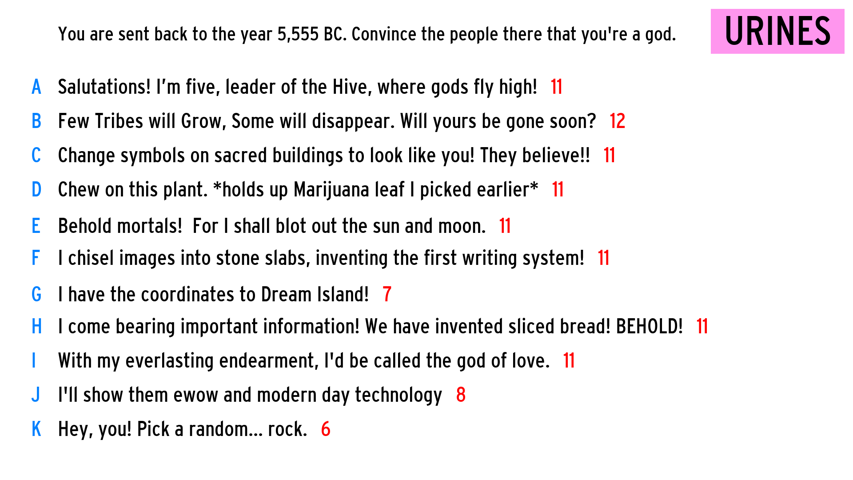 You are sent back to the year 5,555 BC. Convince the people there that you're a god.
URINES
A Salutations! I'm five, leader of the Hive, where gods fly high! 11
B Few Tribes will Grow, Some will disappear. Will yours be gone soon? 12
C Change symbols on sacred buildings to look like you! They believe!! 11
D Chew on this plant. *holds up Marijuana leaf I picked earlier* 11
E Behold mortals! For I shall blot out the sun and moon. 11
F I chisel images into stone slabs, inventing the first writing system! 11
G I have the coordinates to Dream Island! 7
H I come bearing important information! We have invented sliced bread! BEHOLD! 11
I With my everlasting endearment, I'd be called the god of love. 11
J I'll show them ewow and modern day technology 8
K Hey, you! Pick a random... rock. 6